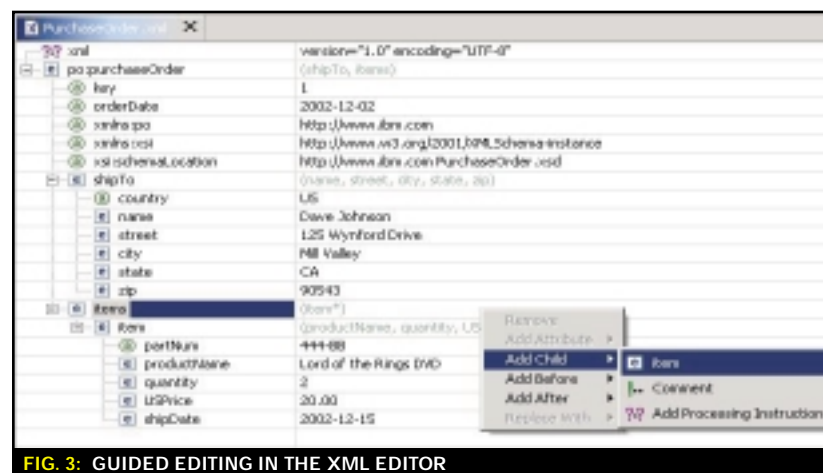 PurchaseOrder.xml
xml version="1.0" encoding="UTF-8"
po:purchaseOrder (shipTo, items)
key 1
orderDate 2002-12-02
xmlns:po http://www.ibm.com
xmlns:xsi http://www.w3.org/2001/XMLSchema-instance
xsi:schemaLocation http://www.ibm.com PurchaseOrder.xsd
shipTo (name, street, city, state, zip)
country US
name Dave Johnson
street 125 Wynford Drive
city Mill Valley
state CA
zip 90543
items (item*)
item (productName, quantity, US
partNum 444-88
productName Lord of the Rings DVD
quantity 2
USPrice 20.00
shipDate 2002-12-15
Remove
Add Attribute
Add Child
Add Before
Add After
Replace With
item
Comment
Add Processing Instruction
FIG. 3: GUIDED EDITING IN THE XML EDITOR